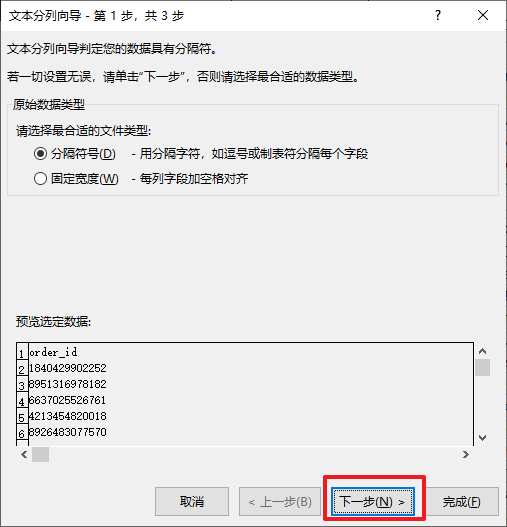 文本分列向导 - 第 1 步，共 3 步
?
文本分列向导判定您的数据具有分隔符。
若一切设置无误，请单击"下一步"，否则请选择最合适的数据类型。
原始数据类型
请选择最合适的文件类型:
分隔符号(D) - 用分隔字符，如逗号或制表符分隔每个字段
固定宽度(W) - 每列字段加空格对齐
预览选定数据:
1 order_id
2 1840429902252
3 8951316978182
4 6637025526761
5 4213454820018
6 8926483077570
取消 < 上一步(B) 下一步(N) > 完成(F)